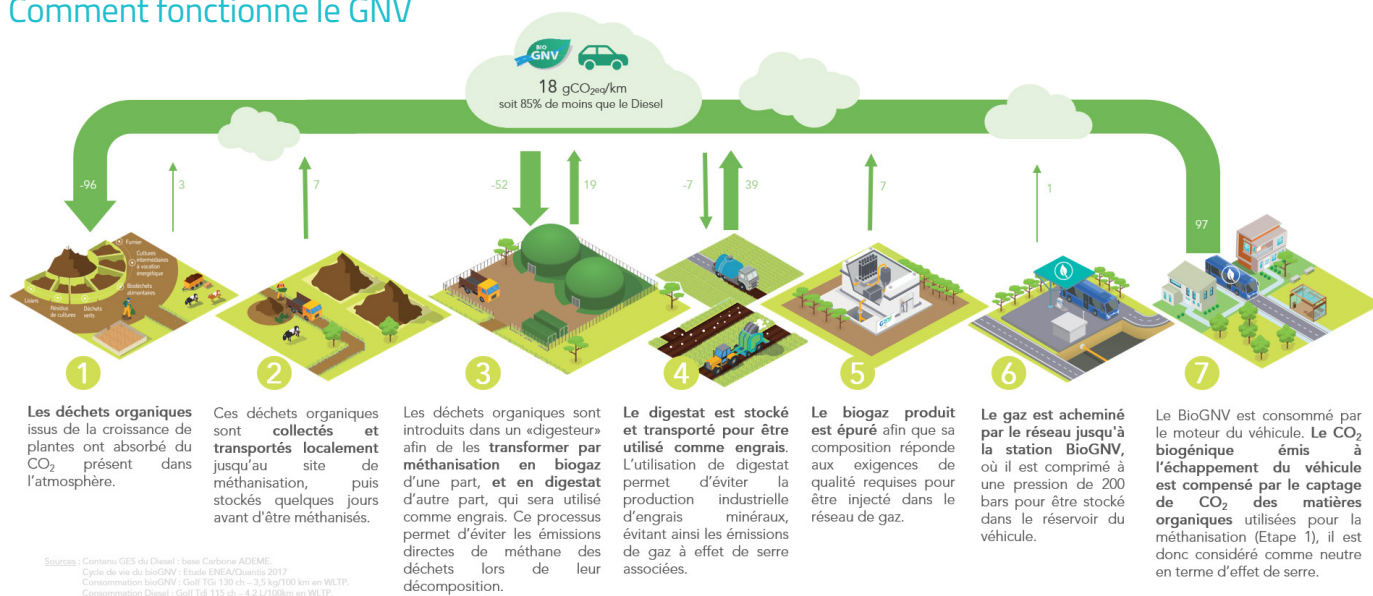 Comment fonctionne le GNV
BIO
GNV
18 gCO₂eq/km
soit 85% de moins que le Diesel
-96
3
7
-52
19
-7
39
7
1
97
Fumier
Cultures
intermédiaires
à vocation
énergétique
Biodéchets
alimentaires
Lisiers
Résidus
de cultures
Déchets
verts
1
Les déchets organiques
issus de la croissance de
plantes ont absorbé du
CO₂ présent dans
l'atmosphère.
2
Ces déchets organiques
sont collectés et
transportés localement
jusqu'au site de
méthanisation, puis
stockés quelques jours
avant d'être méthanisés.
3
Les déchets organiques sont
introduits dans un «digesteur»
afin de les transformer par
méthanisation en biogaz
d'une part, et en digestat
d'autre part, qui sera utilisé
comme engrais. Ce processus
permet d'éviter les émissions
directes de méthane des
déchets lors de leur
décomposition.
4
Le digestat est stocké
et transporté pour être
utilisé comme engrais.
L'utilisation de digestat
permet d'éviter la
production industrielle
d'engrais minéraux,
évitant ainsi les émissions
de gaz à effet de serre
associées.
5
Le biogaz produit
est épuré afin que sa
composition réponde
aux exigences de
qualité requises pour
être injecté dans le
réseau de gaz.
6
Le gaz est acheminé
par le réseau jusqu'à
la station BioGNV,
où il est comprimé à
une pression de 200
bars pour être stocké
dans le réservoir du
véhicule.
7
Le BioGNV est consommé par
le moteur du véhicule. Le CO₂
biogénique émis à
l'échappement du véhicule
est compensé par le captage
de CO₂ des matières
organiques utilisées pour la
méthanisation (Etape 1), il est
donc considéré comme neutre
en terme d'effet de serre.
Sources : Contenu GES du Diesel : base Carbone ADEME.
Cycle de vie du bioGNV : Etude ENEA/Quantis 2017
Consommation bioGNV : Golf TGi 130 ch – 3,5 kg/100 km en WLTP.
Consommation Diesel : Golf Tdi 115 ch – 4.2 L/100km en WLTP.